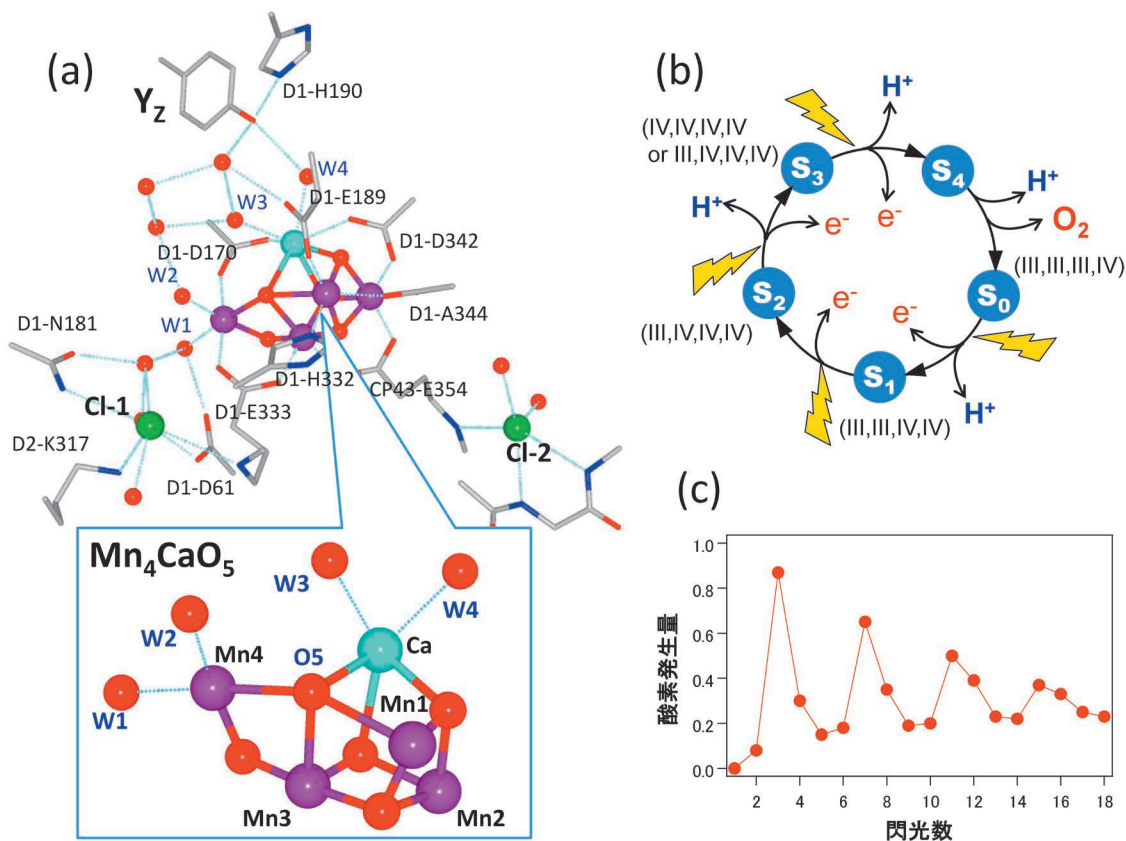 (a)
Y_Z
D1-H190
W4
D1-E189
W3
D1-D170
D1-D342
W2
D1-A344
D1-N181
W1
D1-H332
CP43-E354
Cl-1
D1-E333
D2-K317
Cl-2
D1-D61
Mn₄CaO₅
W3
W4
W2
Mn4
O5
Ca
W1
Mn1
Mn3
Mn2
(b)
H⁺
(IV,IV,IV,IV
or III,IV,IV,IV)
S₃
S₄
H⁺
H⁺
e⁻
e⁻
O₂
(III,III,III,IV)
S₂
S₀
e⁻
e⁻
(III,IV,IV,IV)
S₁
H⁺
(III,III,IV,IV)
(c)
1.0
0.8
0.6
0.4
0.2
0.0
酸素発生量
2 4 6 8 10 12 14 16 18
閃光数